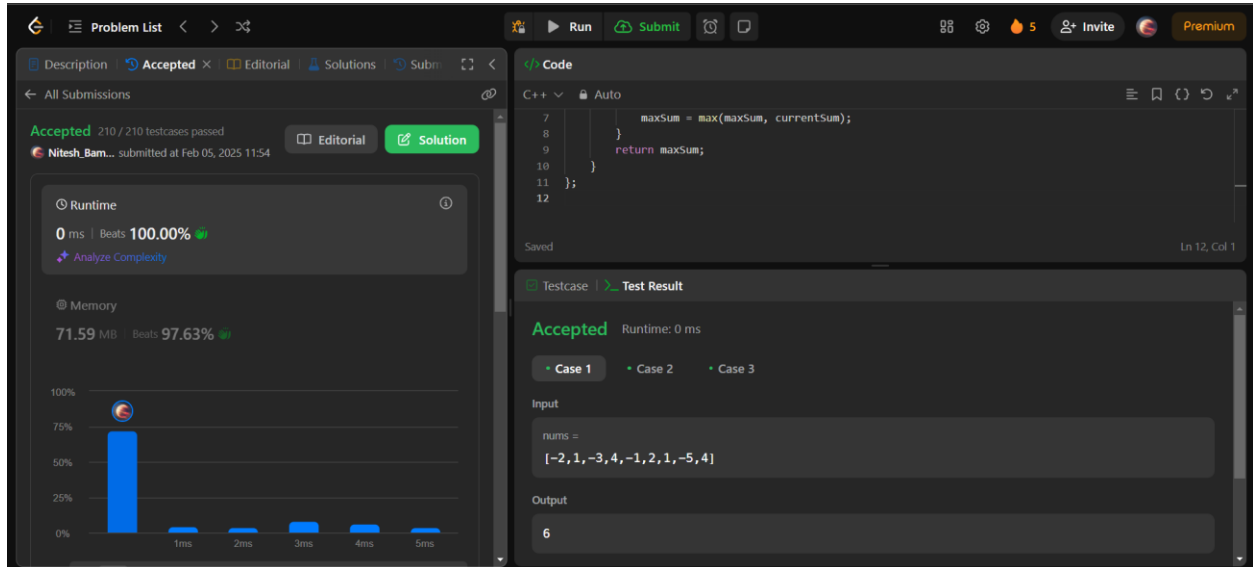 Problem List
Run
Submit
5
Invite
Premium
Description
Accepted
Editorial
Solutions
Subm
All Submissions
Accepted 210 / 210 testcases passed
Nitesh_Bam... submitted at Feb 05, 2025 11:54
Editorial
Solution
Runtime
0 ms | Beats 100.00%
Analyze Complexity
Memory
71.59 MB | Beats 97.63%
100%
75%
50%
25%
0%
1ms 2ms 3ms 4ms 5ms
</> Code
C++ Auto
7 maxSum = max(maxSum, currentSum);
8 }
9 return maxSum;
10 }
11 };
12
Saved
Ln 12, Col 1
Testcase | >_ Test Result
Accepted Runtime: 0 ms
• Case 1 • Case 2 • Case 3
Input
nums =
[-2,1,-3,4,-1,2,1,-5,4]
Output
6